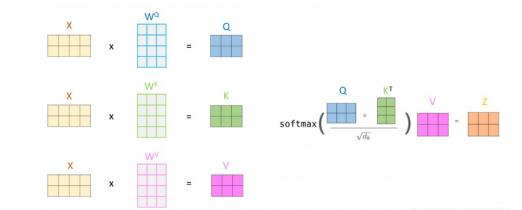 X x W^Q = Q
X x W^K = K
X x W^V = V
softmax( Q x K^T / √d_k ) V = Z